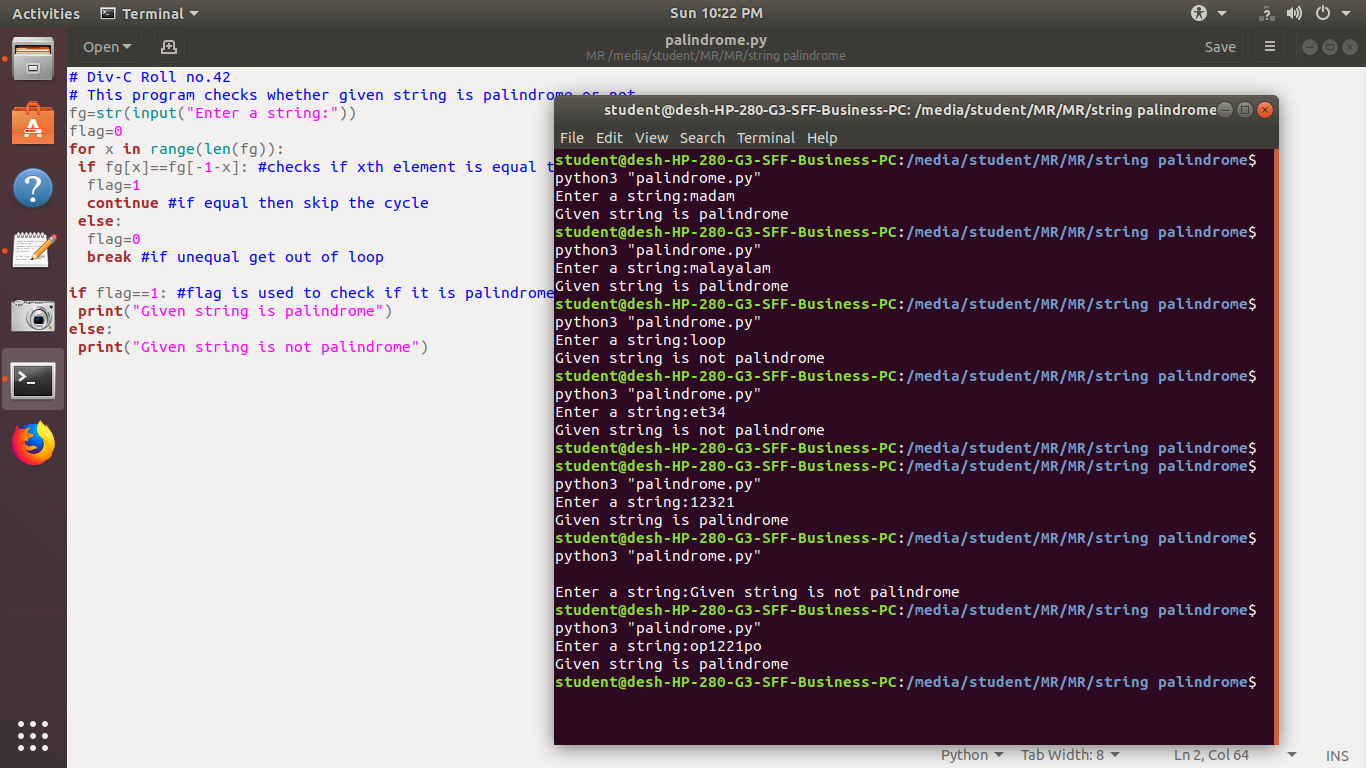 Activities Terminal Sun 10:22 PM
Open palindrome.py Save
MR /media/student/MR/MR/string palindrome
# Div-C Roll no.42
# This program checks whether given string is palindrome or not
fg=str(input("Enter a string:"))
flag=0
for x in range(len(fg)):
if fg[x]==fg[-1-x]: #checks if xth element is equal t
flag=1
continue #if equal then skip the cycle
else:
flag=0
break #if unequal get out of loop
if flag==1: #flag is used to check if it is palindrome
print("Given string is palindrome")
else:
print("Given string is not palindrome")
student@desh-HP-280-G3-SFF-Business-PC: /media/student/MR/MR/string palindrome
File Edit View Search Terminal Help
student@desh-HP-280-G3-SFF-Business-PC:/media/student/MR/MR/string palindrome$
python3 "palindrome.py"
Enter a string:madam
Given string is palindrome
student@desh-HP-280-G3-SFF-Business-PC:/media/student/MR/MR/string palindrome$
python3 "palindrome.py"
Enter a string:malayalam
Given string is palindrome
student@desh-HP-280-G3-SFF-Business-PC:/media/student/MR/MR/string palindrome$
python3 "palindrome.py"
Enter a string:loop
Given string is not palindrome
student@desh-HP-280-G3-SFF-Business-PC:/media/student/MR/MR/string palindrome$
python3 "palindrome.py"
Enter a string:et34
Given string is not palindrome
student@desh-HP-280-G3-SFF-Business-PC:/media/student/MR/MR/string palindrome$
student@desh-HP-280-G3-SFF-Business-PC:/media/student/MR/MR/string palindrome$
python3 "palindrome.py"
Enter a string:12321
Given string is palindrome
student@desh-HP-280-G3-SFF-Business-PC:/media/student/MR/MR/string palindrome$
python3 "palindrome.py"
Enter a string:Given string is not palindrome
student@desh-HP-280-G3-SFF-Business-PC:/media/student/MR/MR/string palindrome$
python3 "palindrome.py"
Enter a string:op1221po
Given string is palindrome
student@desh-HP-280-G3-SFF-Business-PC:/media/student/MR/MR/string palindrome$
Python Tab Width: 8 Ln 2, Col 64 INS